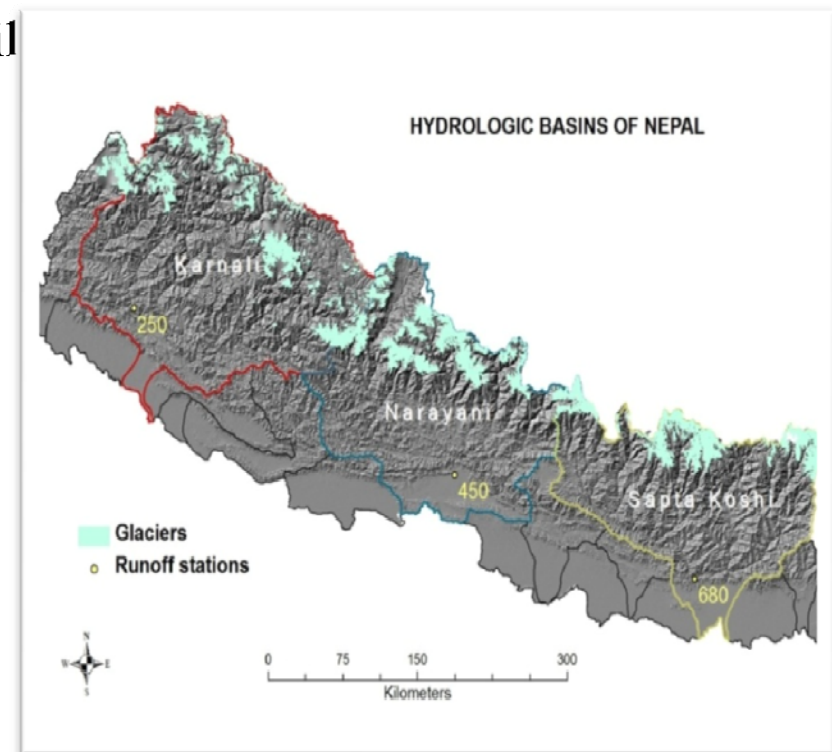 il
HYDROLOGIC BASINS OF NEPAL
Karnali
250
Narayani
450
Sapta Koshi
680
Glaciers
Runoff stations
N
W E
S
0 75 150 300
Kilometers